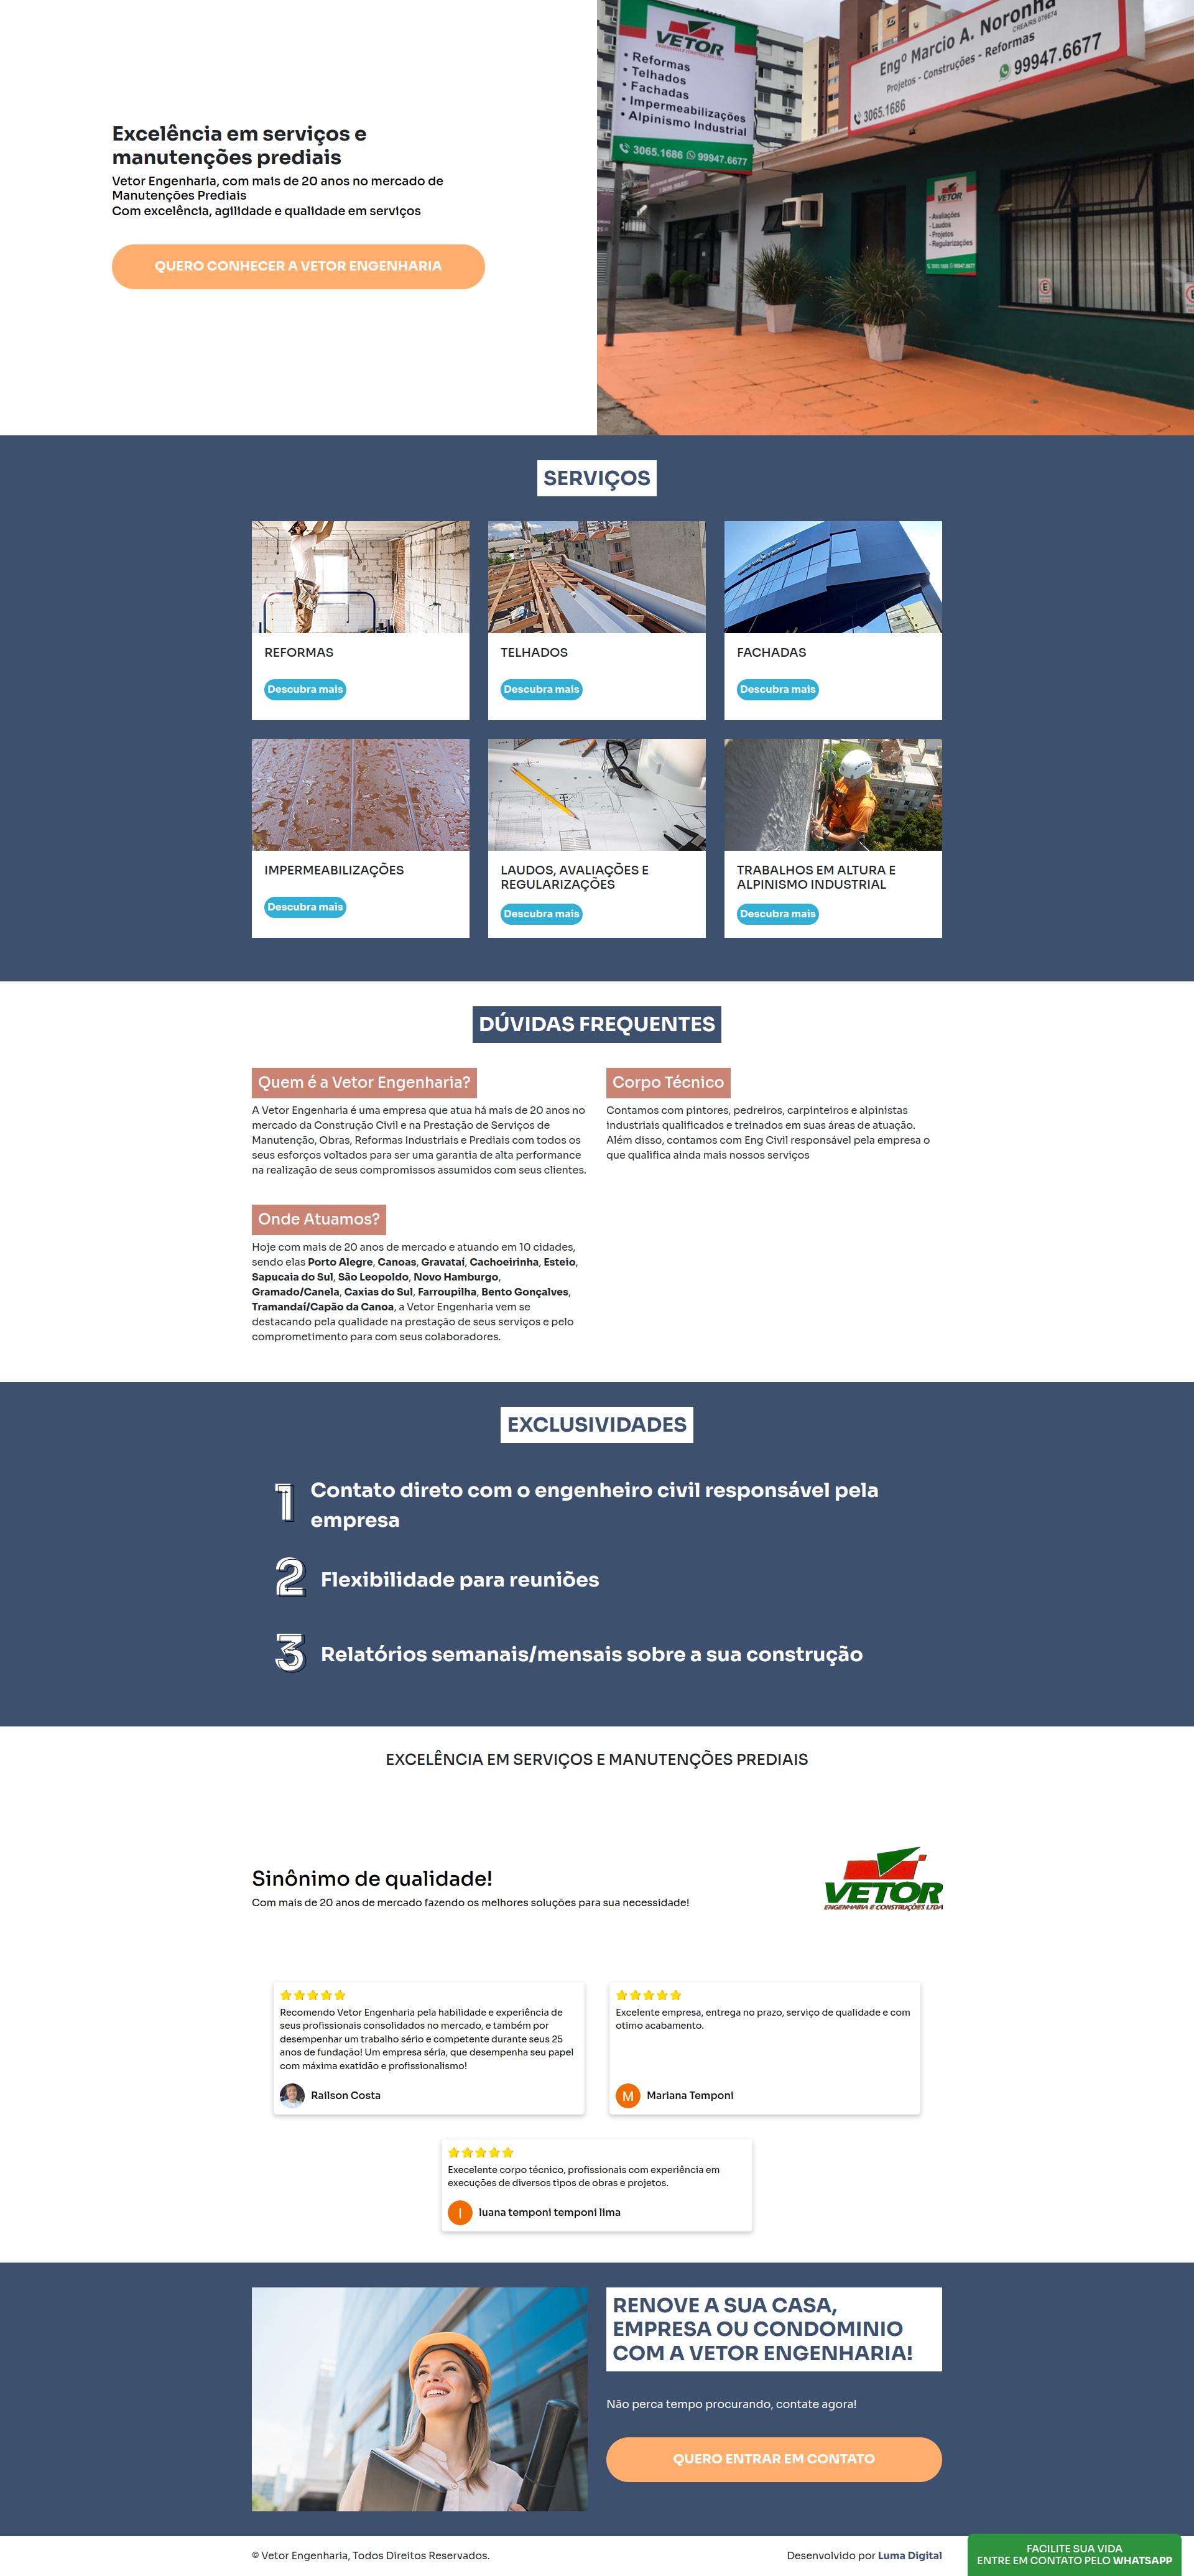 Excelência em serviços e
manutenções prediais
Vetor Engenharia, com mais de 20 anos no mercado de
Manutenções Prediais
Com excelência, agilidade e qualidade em serviços
QUERO CONHECER A VETOR ENGENHARIA
VETOR
ENGENHARIA E CONSTRUÇÕES LTDA
• Reformas
• Telhados
• Fachadas
• Impermeabilizações
• Alpinismo Industrial
3065.1686 99947.6677
Engº Marcio A. Noronha
CREA/RS 076674
Projetos - Construções - Reformas
3065.1686 99947.6677
VETOR
- Avaliações
- Laudos
- Projetos
- Regularizações
3065.1686 99947.6677
E
E
SERVIÇOS
REFORMAS
Descubra mais
TELHADOS
Descubra mais
FACHADAS
Descubra mais
IMPERMEABILIZAÇÕES
Descubra mais
LAUDOS, AVALIAÇÕES E
REGULARIZAÇÕES
Descubra mais
TRABALHOS EM ALTURA E
ALPINISMO INDUSTRIAL
Descubra mais
DÚVIDAS FREQUENTES
Quem é a Vetor Engenharia?
A Vetor Engenharia é uma empresa que atua há mais de 20 anos no
mercado da Construção Civil e na Prestação de Serviços de
Manutenção, Obras, Reformas Industriais e Prediais com todos os
seus esforços voltados para ser uma garantia de alta performance
na realização de seus compromissos assumidos com seus clientes.
Corpo Técnico
Contamos com pintores, pedreiros, carpinteiros e alpinistas
industriais qualificados e treinados em suas áreas de atuação.
Além disso, contamos com Eng Civil responsável pela empresa o
que qualifica ainda mais nossos serviços
Onde Atuamos?
Hoje com mais de 20 anos de mercado e atuando em 10 cidades,
sendo elas Porto Alegre, Canoas, Gravataí, Cachoeirinha, Esteio,
Sapucaia do Sul, São Leopoldo, Novo Hamburgo,
Gramado/Canela, Caxias do Sul, Farroupilha, Bento Gonçalves,
Tramandaí/Capão da Canoa, a Vetor Engenharia vem se
destacando pela qualidade na prestação de seus serviços e pelo
comprometimento para com seus colaboradores.
EXCLUSIVIDADES
1 Contato direto com o engenheiro civil responsável pela
empresa
2 Flexibilidade para reuniões
3 Relatórios semanais/mensais sobre a sua construção
EXCELÊNCIA EM SERVIÇOS E MANUTENÇÕES PREDIAIS
Sinônimo de qualidade!
Com mais de 20 anos de mercado fazendo os melhores soluções para sua necessidade!
VETOR
ENGENHARIA E CONSTRUÇÕES LTDA
Recomendo Vetor Engenharia pela habilidade e experiência de
seus profissionais consolidados no mercado, e também por
desempenhar um trabalho sério e competente durante seus 25
anos de fundação! Um empresa séria, que desempenha seu papel
com máxima exatidão e profissionalismo!
Railson Costa
Excelente empresa, entrega no prazo, serviço de qualidade e com
otimo acabamento.
M Mariana Temponi
Execelente corpo técnico, profissionais com experiência em
execuções de diversos tipos de obras e projetos.
l luana temponi temponi lima
RENOVE A SUA CASA,
EMPRESA OU CONDOMINIO
COM A VETOR ENGENHARIA!
Não perca tempo procurando, contate agora!
QUERO ENTRAR EM CONTATO
© Vetor Engenharia, Todos Direitos Reservados.
Desenvolvido por Luma Digital
FACILITE SUA VIDA
ENTRE EM CONTATO PELO WHATSAPP